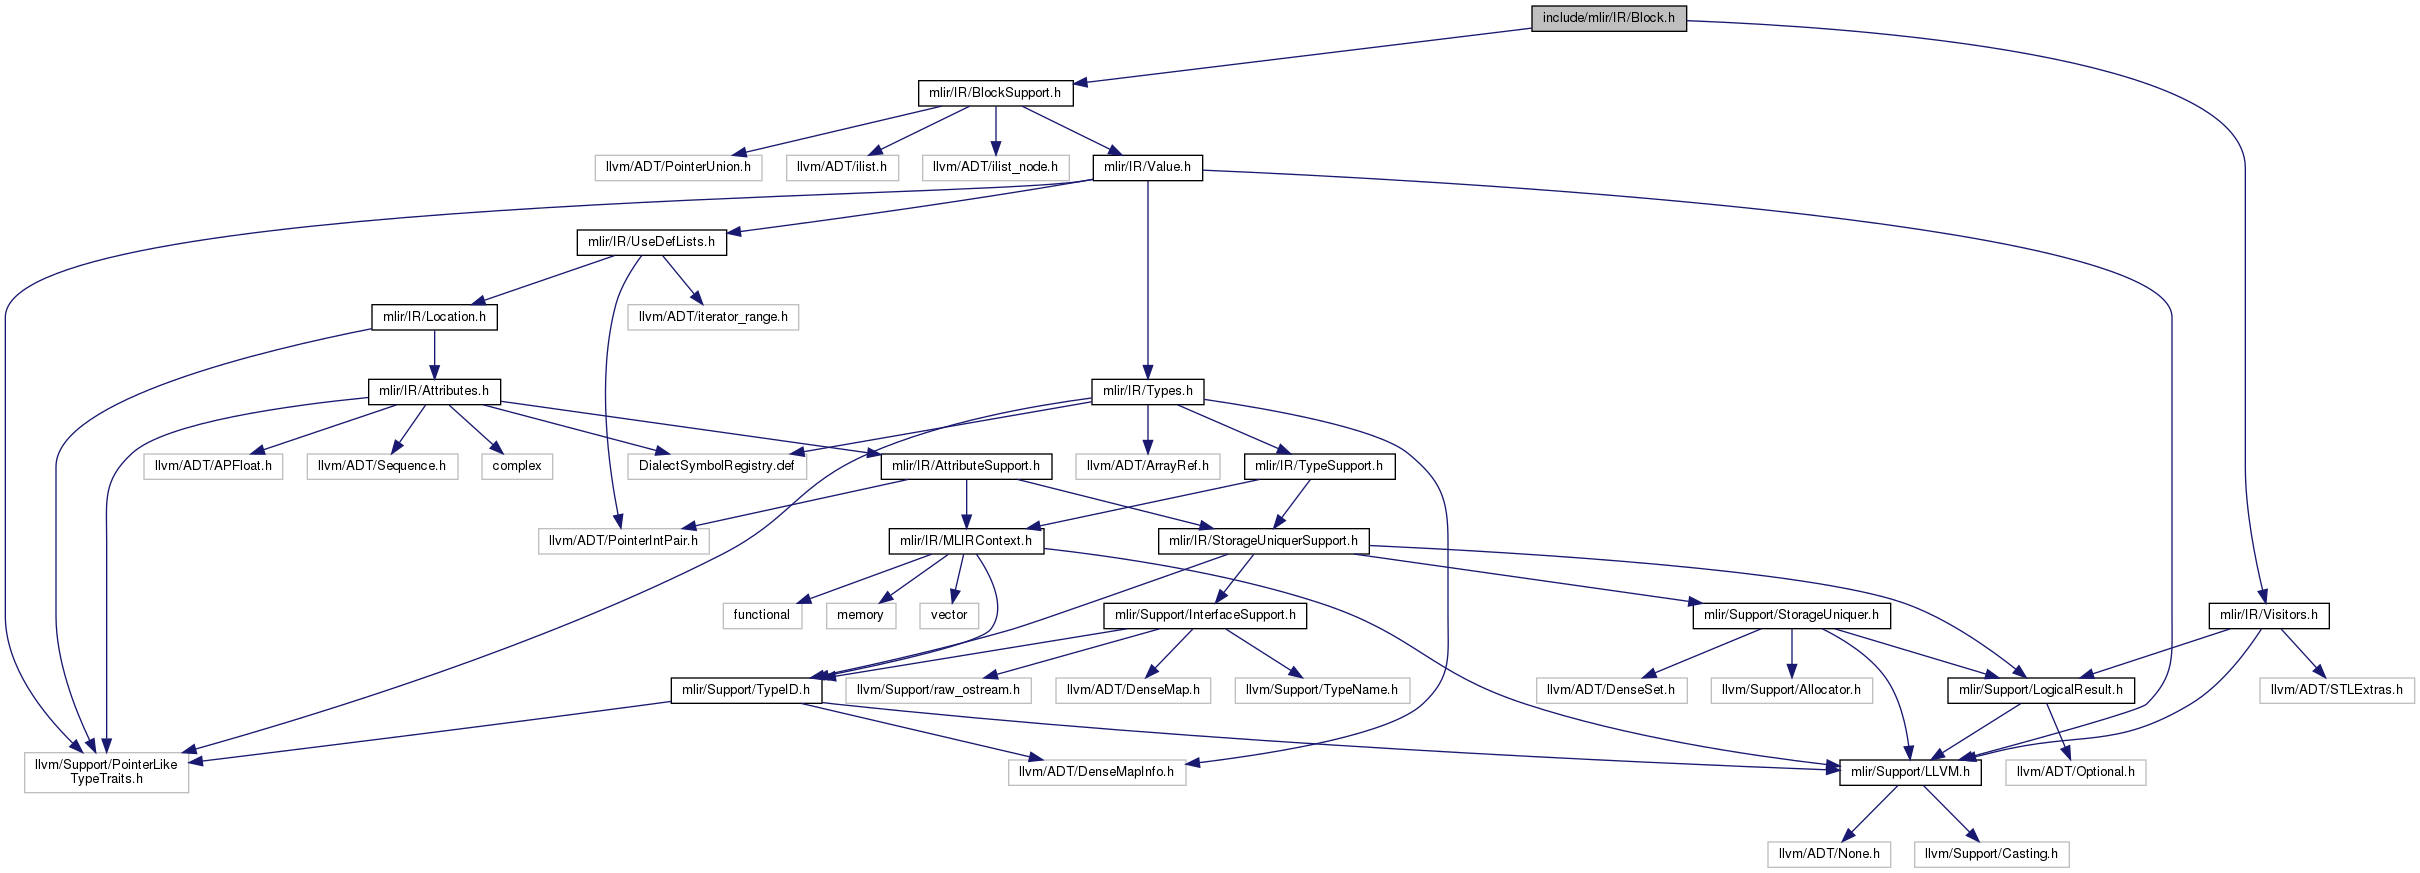 include/mlir/IR/Block.h
mlir/IR/BlockSupport.h
llvm/ADT/PointerUnion.h
llvm/ADT/ilist.h
llvm/ADT/ilist_node.h
mlir/IR/Value.h
mlir/IR/UseDefLists.h
mlir/IR/Location.h
llvm/ADT/iterator_range.h
mlir/IR/Attributes.h
mlir/IR/Types.h
llvm/ADT/APFloat.h
llvm/ADT/Sequence.h
complex
DialectSymbolRegistry.def
mlir/IR/AttributeSupport.h
llvm/ADT/ArrayRef.h
mlir/IR/TypeSupport.h
llvm/ADT/PointerIntPair.h
mlir/IR/MLIRContext.h
mlir/IR/StorageUniquerSupport.h
functional
memory
vector
mlir/Support/InterfaceSupport.h
mlir/Support/StorageUniquer.h
mlir/IR/Visitors.h
mlir/Support/TypeID.h
llvm/Support/raw_ostream.h
llvm/ADT/DenseMap.h
llvm/Support/TypeName.h
llvm/ADT/DenseSet.h
llvm/Support/Allocator.h
mlir/Support/LogicalResult.h
llvm/ADT/STLExtras.h
llvm/Support/PointerLike
TypeTraits.h
llvm/ADT/DenseMapInfo.h
mlir/Support/LLVM.h
llvm/ADT/Optional.h
llvm/ADT/None.h
llvm/Support/Casting.h